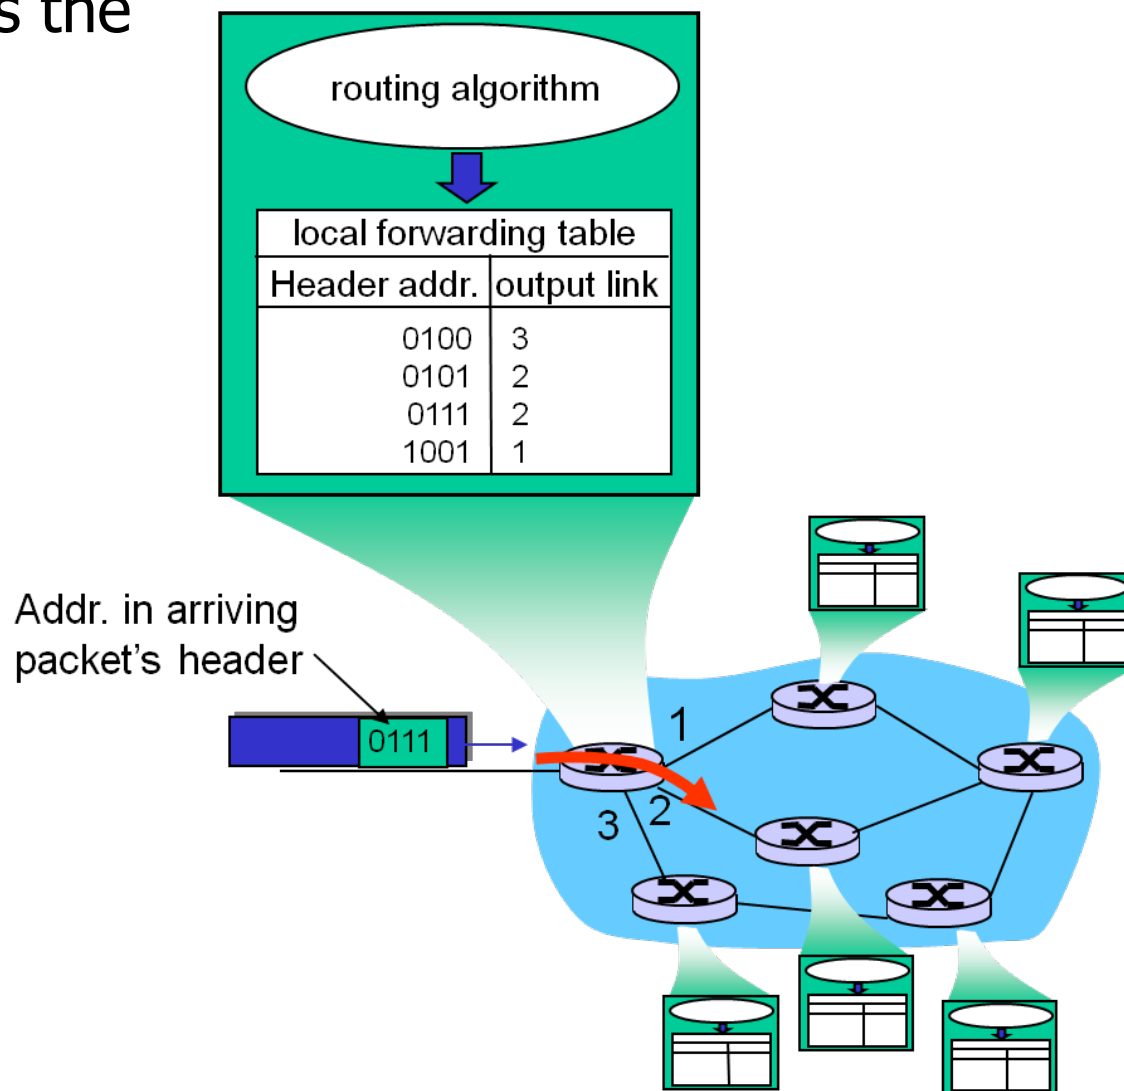 s the
routing algorithm
local forwarding table
Header addr. output link
0100 3
0101 2
0111 2
1001 1
Addr. in arriving
packet's header
0111
1
2
3